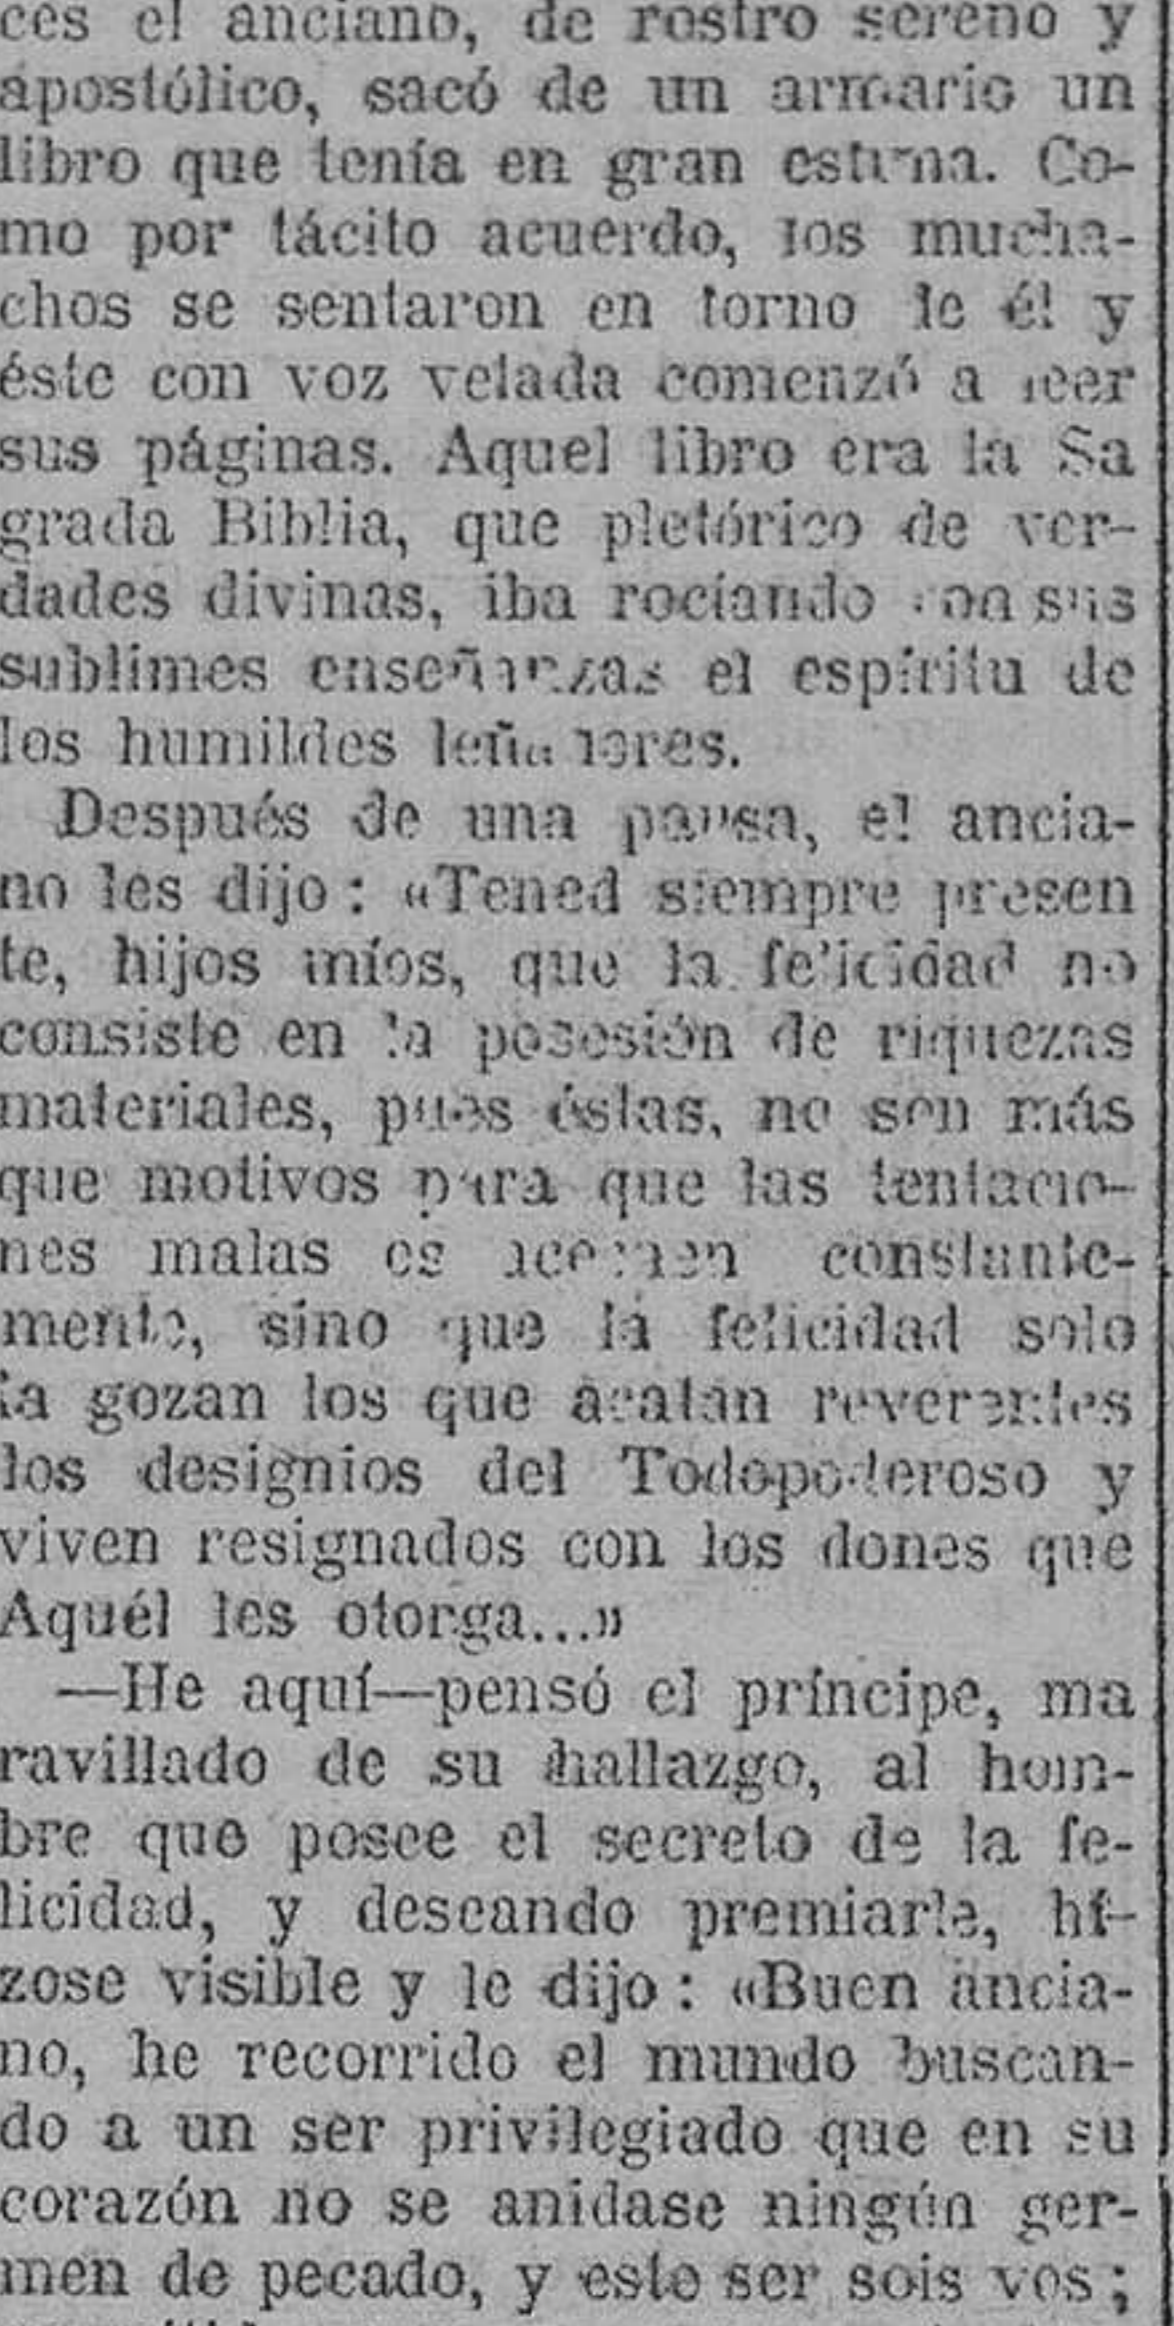 ces el anciano, de rostro sereno y
apostólico, sacó de un armario un
libro que tenía en gran estima. Co-
mo por tácito acuerdo, los mucha-
chos se sentaron en torno de él y
éste con voz velada comenzó a leer
sus páginas. Aquel libro era la Sa
grada Biblia, que pletórico de ver-
dades divinas, iba rociando con sus
sublimes enseñanzas el espíritu de
los humildes leñadores.
Después de una pausa, el ancia-
no les dijo: «Tened siempre presen
te, hijos míos, que la felicidad no
consiste en la posesión de riquezas
materiales, pues éstas, no son más
que motivos para que las tentacio-
nes malas os acechen constante-
mente, sino que la felicidad solo
la gozan los que acatan reverentes
los designios del Todopoderoso y
viven resignados con los dones que
Aquél les otorga...»
—He aquí—pensó el príncipe, ma
ravillado de su hallazgo, al hom-
bre que posee el secreto de la fe-
licidad, y deseando premiarle, hí-
zose visible y le dijo: «Buen ancia-
no, he recorrido el mundo buscan-
do a un ser privilegiado que en su
corazón no se anidase ningún ger-
men de pecado, y este ser sois vos;